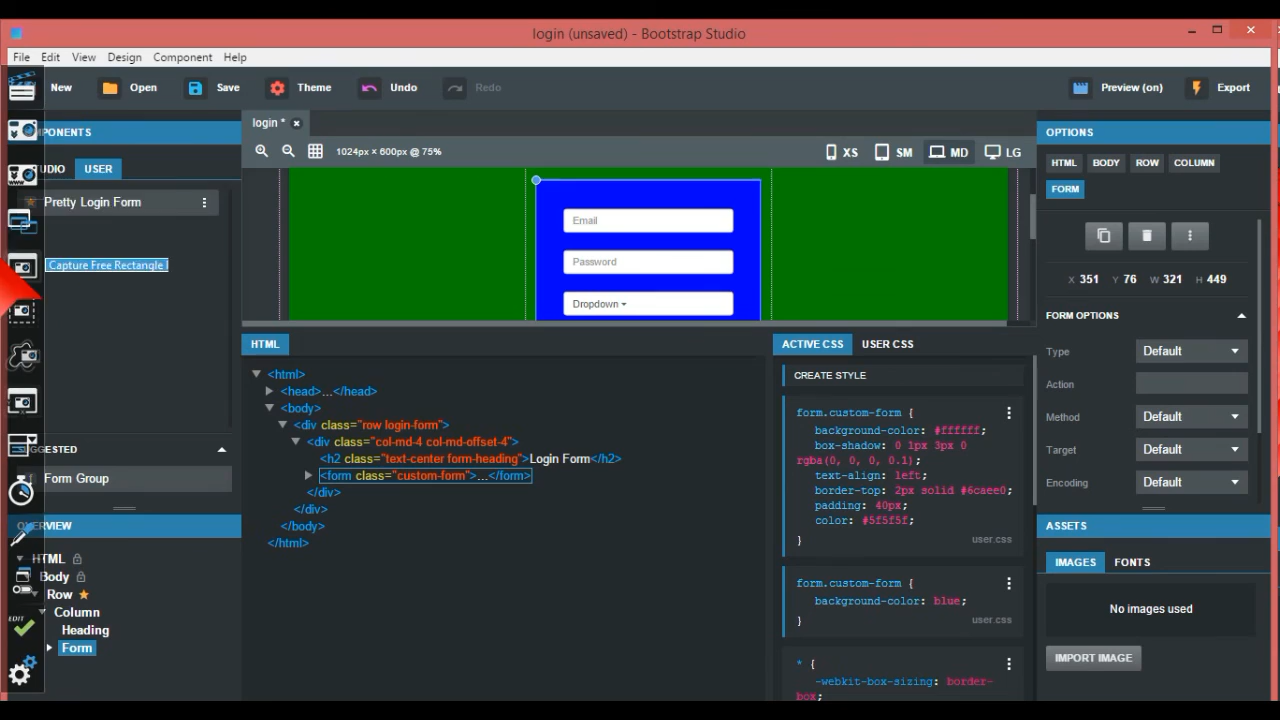 login (unsaved) - Bootstrap Studio
File Edit View Design Component Help
New Open Save Theme Undo Redo Preview (on) Export
PONENTS
UDIO USER
Pretty Login Form
Capture Free Rectangle
GGESTED
Form Group
OVERVIEW
HTML
Body
Row
Column
Heading
Form
EDIT
login *
1024px × 600px @ 75%
XS SM MD LG
Email
Password
Dropdown
HTML
<html>
<head>...</head>
<body>
<div class="row login-form">
<div class="col-md-4 col-md-offset-4">
<h2 class="text-center form-heading">Login Form</h2>
<form class="custom-form">...</form>
</div>
</div>
</body>
</html>
ACTIVE CSS USER CSS
CREATE STYLE
form.custom-form {
background-color: #ffffff;
box-shadow: 0 1px 3px 0
rgba(0, 0, 0, 0.1);
text-align: left;
border-top: 2px solid #6caee0;
padding: 40px;
color: #5f5f5f;
}
user.css
form.custom-form {
background-color: blue;
}
user.css
* {
-webkit-box-sizing: border-
box;
OPTIONS
HTML BODY ROW COLUMN
FORM
X 351 Y 76 W 321 H 449
FORM OPTIONS
Type Default
Action
Method Default
Target Default
Encoding Default
ASSETS
IMAGES FONTS
No images used
IMPORT IMAGE